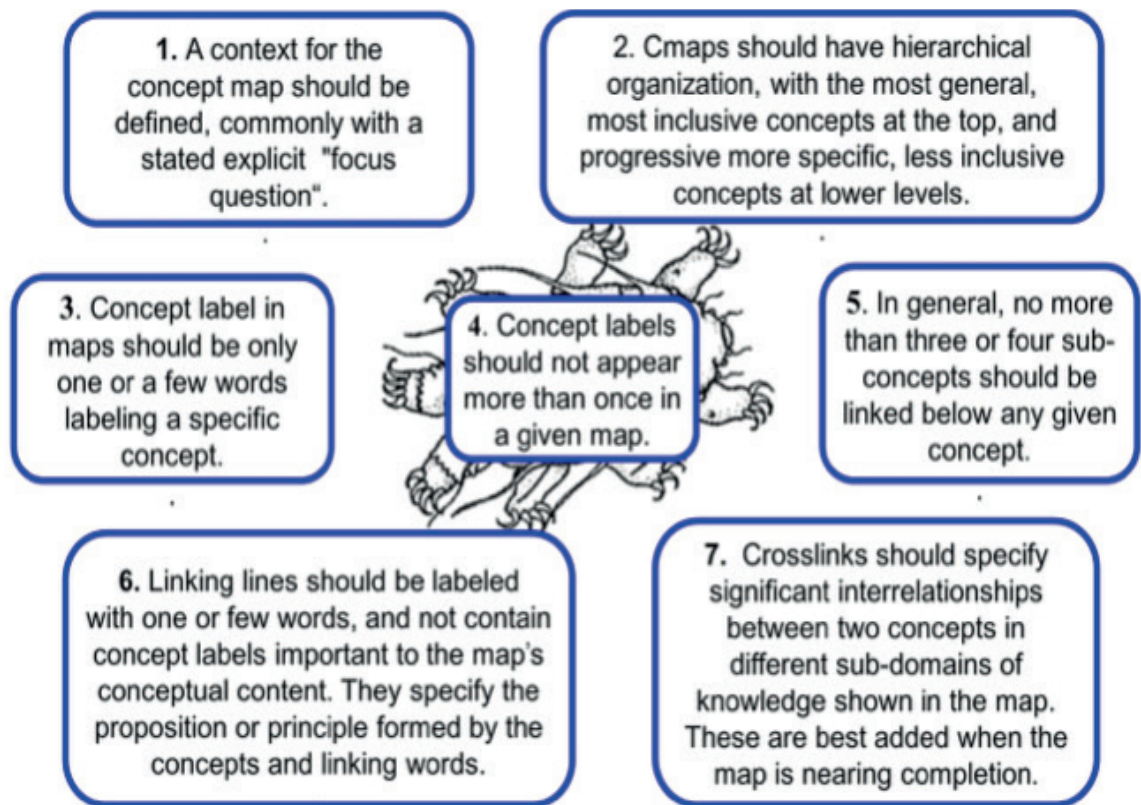 1. A context for the
concept map should be
defined, commonly with a
stated explicit "focus
question".
2. Cmaps should have hierarchical
organization, with the most general,
most inclusive concepts at the top, and
progressive more specific, less inclusive
concepts at lower levels.
3. Concept label in
maps should be only
one or a few words
labeling a specific
concept.
4. Concept labels
should not appear
more than once in
a given map.
5. In general, no more
than three or four sub-
concepts should be
linked below any given
concept.
6. Linking lines should be labeled
with one or few words, and not contain
concept labels important to the map's
conceptual content. They specify the
proposition or principle formed by the
concepts and linking words.
7. Crosslinks should specify
significant interrelationships
between two concepts in
different sub-domains of
knowledge shown in the map.
These are best added when the
map is nearing completion.